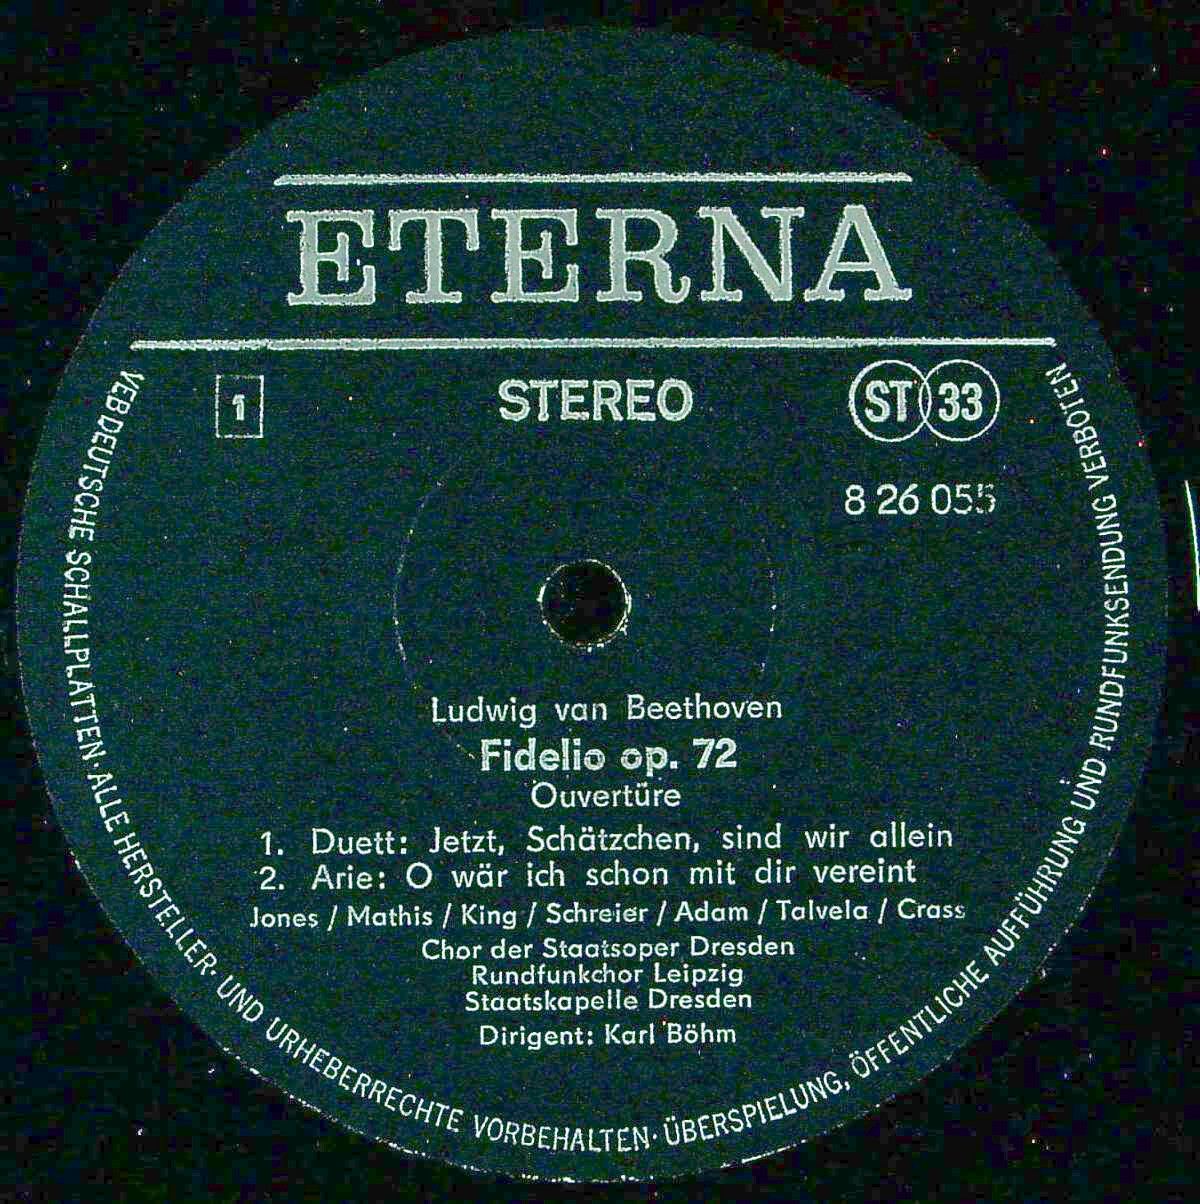 ETERNA
1
STEREO
ST 33
8 26 055
Ludwig van Beethoven
Fidelio op. 72
Ouvertüre
1. Duett: Jetzt, Schätzchen, sind wir allein
2. Arie: O wär ich schon mit dir vereint
Jones / Mathis / King / Schreier / Adam / Talvela / Crass
Chor der Staatsoper Dresden
Rundfunkchor Leipzig
Staatskapelle Dresden
Dirigent: Karl Böhm
VEB DEUTSCHE SCHALLPLATTEN · ALLE HERSTELLER- UND URHEBERRECHTE VORBEHALTEN · ÜBERSPIELUNG, ÖFFENTLICHE AUFFÜHRUNG UND RUNDFUNKSENDUNG VERBOTEN